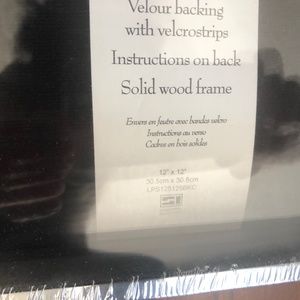 Velour backing
with velcrostrips
Instructions on back
Solid wood frame
Envers en feutre avec bandes velcro
Instructions au verso
Cadres en bois solides
12" x 12"
30.5cm x 30.5cm